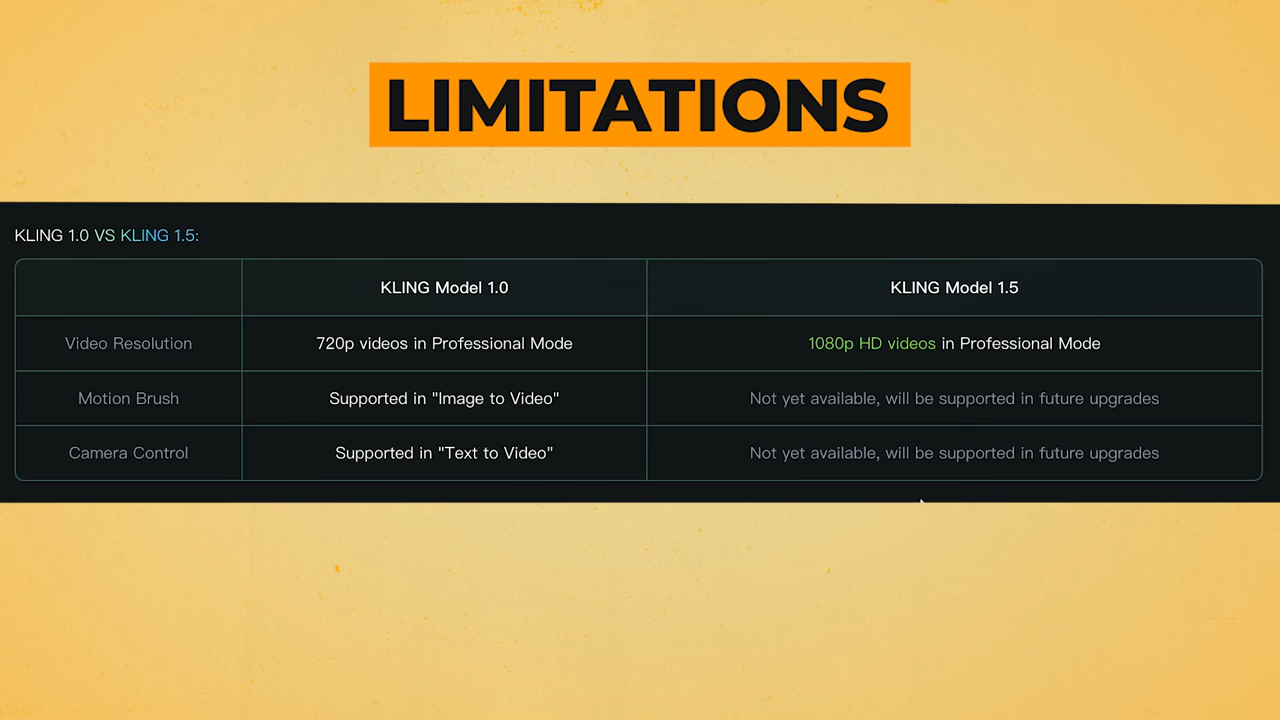 LIMITATIONS
KLING 1.0 VS KLING 1.5:
KLING Model 1.0 KLING Model 1.5
Video Resolution 720p videos in Professional Mode 1080p HD videos in Professional Mode
Motion Brush Supported in "Image to Video" Not yet available, will be supported in future upgrades
Camera Control Supported in "Text to Video" Not yet available, will be supported in future upgrades